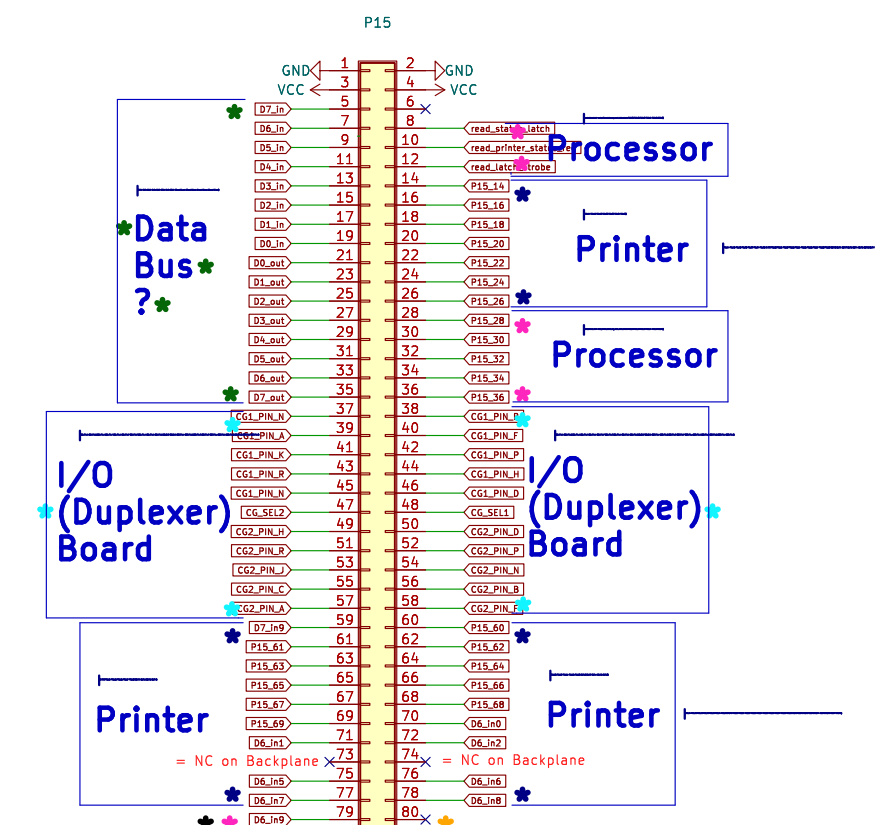 P15
GND 1 2 GND
VCC 3 4 VCC
D7_in 5 6
D6_in 7 8
D5_in 9 10
Processor
D4_in 11 12
D3_in 13 14 P15_14
D2_in 15 16 P15_16
D1_in 17 18 P15_18
Data
Bus
?
D0_in 19 20 P15_20
Printer
D0_out 21 22 P15_22
D1_out 23 24 P15_24
D2_out 25 26 P15_26
D3_out 27 28 P15_28
D4_out 29 30 P15_30
D5_out 31 32 P15_32
Processor
D6_out 33 34 P15_34
D7_out 35 36 P15_36
CG1_PIN_N 37 38
CG1_PIN_A 39 40 CG1_PIN_F
CG1_PIN_K 41 42 CG1_PIN_P
CG1_PIN_R 43 44 CG1_PIN_H
CG1_PIN_N 45 46 CG1_PIN_D
I/O
(Duplexer)
Board
CG_SEL2 47 48 CG_SEL1
I/O
(Duplexer)
Board
CG2_PIN_H 49 50 CG2_PIN_D
CG2_PIN_R 51 52 CG2_PIN_P
CG2_PIN_J 53 54 CG2_PIN_N
CG2_PIN_C 55 56 CG2_PIN_B
CG2_PIN_A 57 58 CG2_PIN_F
D7_in9 59 60 P15_60
P15_61 61 62 P15_62
P15_63 63 64 P15_64
P15_65 65 66 P15_66
P15_67 67 68 P15_68
Printer
P15_69 69 70 D6_in0
Printer
D6_in1 71 72 D6_in2
= NC on Backplane 73 74 = NC on Backplane
D6_in5 75 76 D6_in6
D6_in7 77 78 D6_in8
D6_in9 79 80